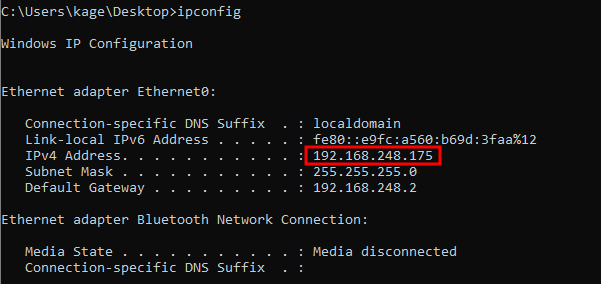 C:\Users\kage\Desktop>ipconfig
Windows IP Configuration
Ethernet adapter Ethernet0:
Connection-specific DNS Suffix . : localdomain
Link-local IPv6 Address . . . . . : fe80::e9fc:a560:b69d:3faa%12
IPv4 Address. . . . . . . . . . . : 192.168.248.175
Subnet Mask . . . . . . . . . . . : 255.255.255.0
Default Gateway . . . . . . . . . : 192.168.248.2
Ethernet adapter Bluetooth Network Connection:
Media State . . . . . . . . . . . : Media disconnected
Connection-specific DNS Suffix . :